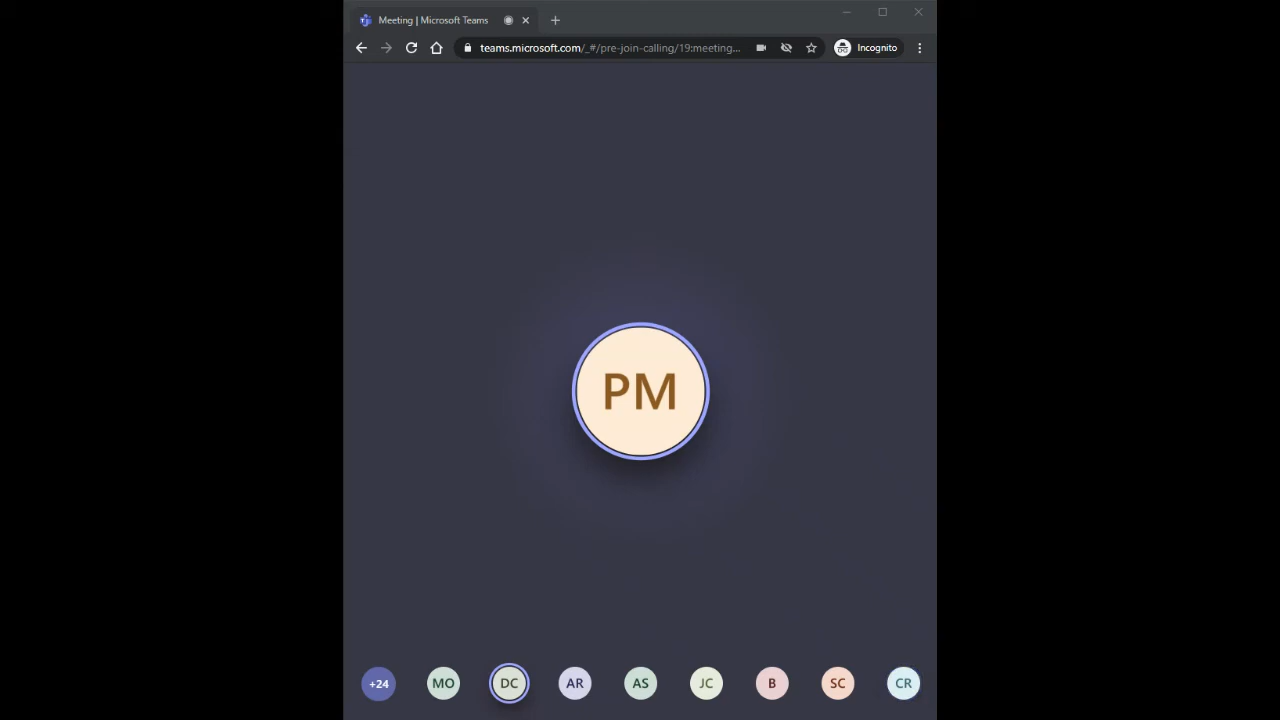 Meeting | Microsoft Teams
teams.microsoft.com/_#/pre-join-calling/19:meeting...
Incognito
PM
+24 MO DC AR AS JC B SC CR